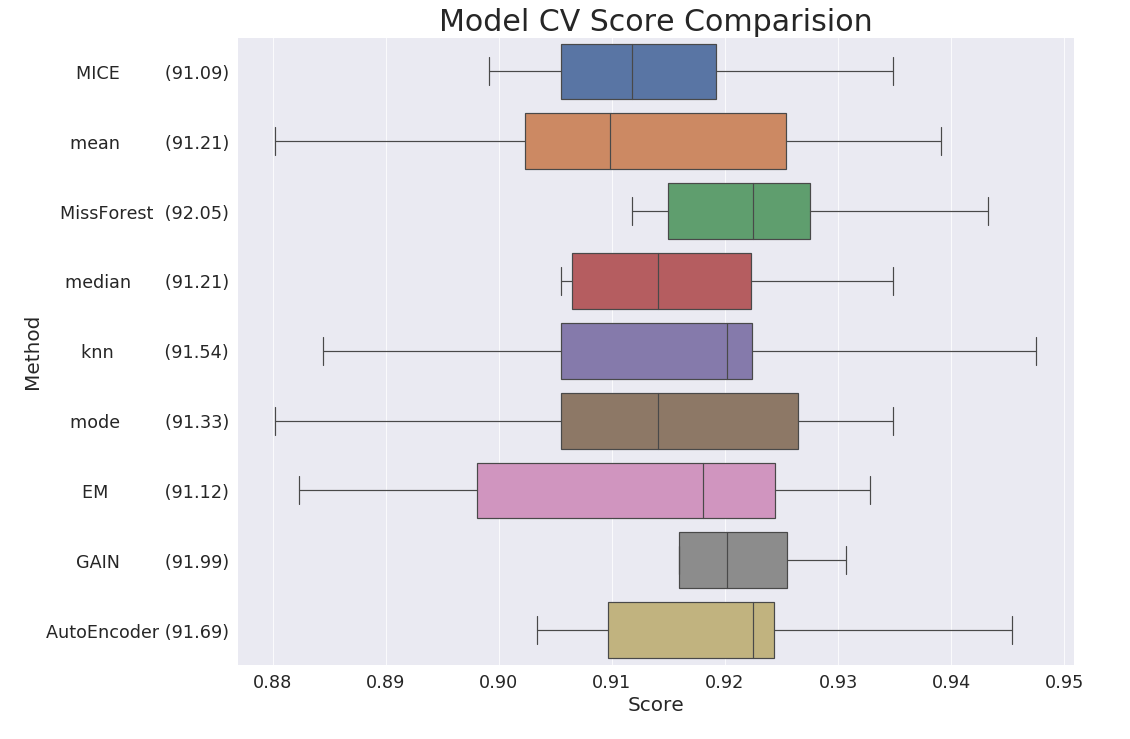 Model CV Score Comparision
MICE (91.09)
mean (91.21)
MissForest (92.05)
median (91.21)
knn (91.54)
mode (91.33)
EM (91.12)
GAIN (91.99)
AutoEncoder (91.69)
Method
0.88 0.89 0.90 0.91 0.92 0.93 0.94 0.95
Score